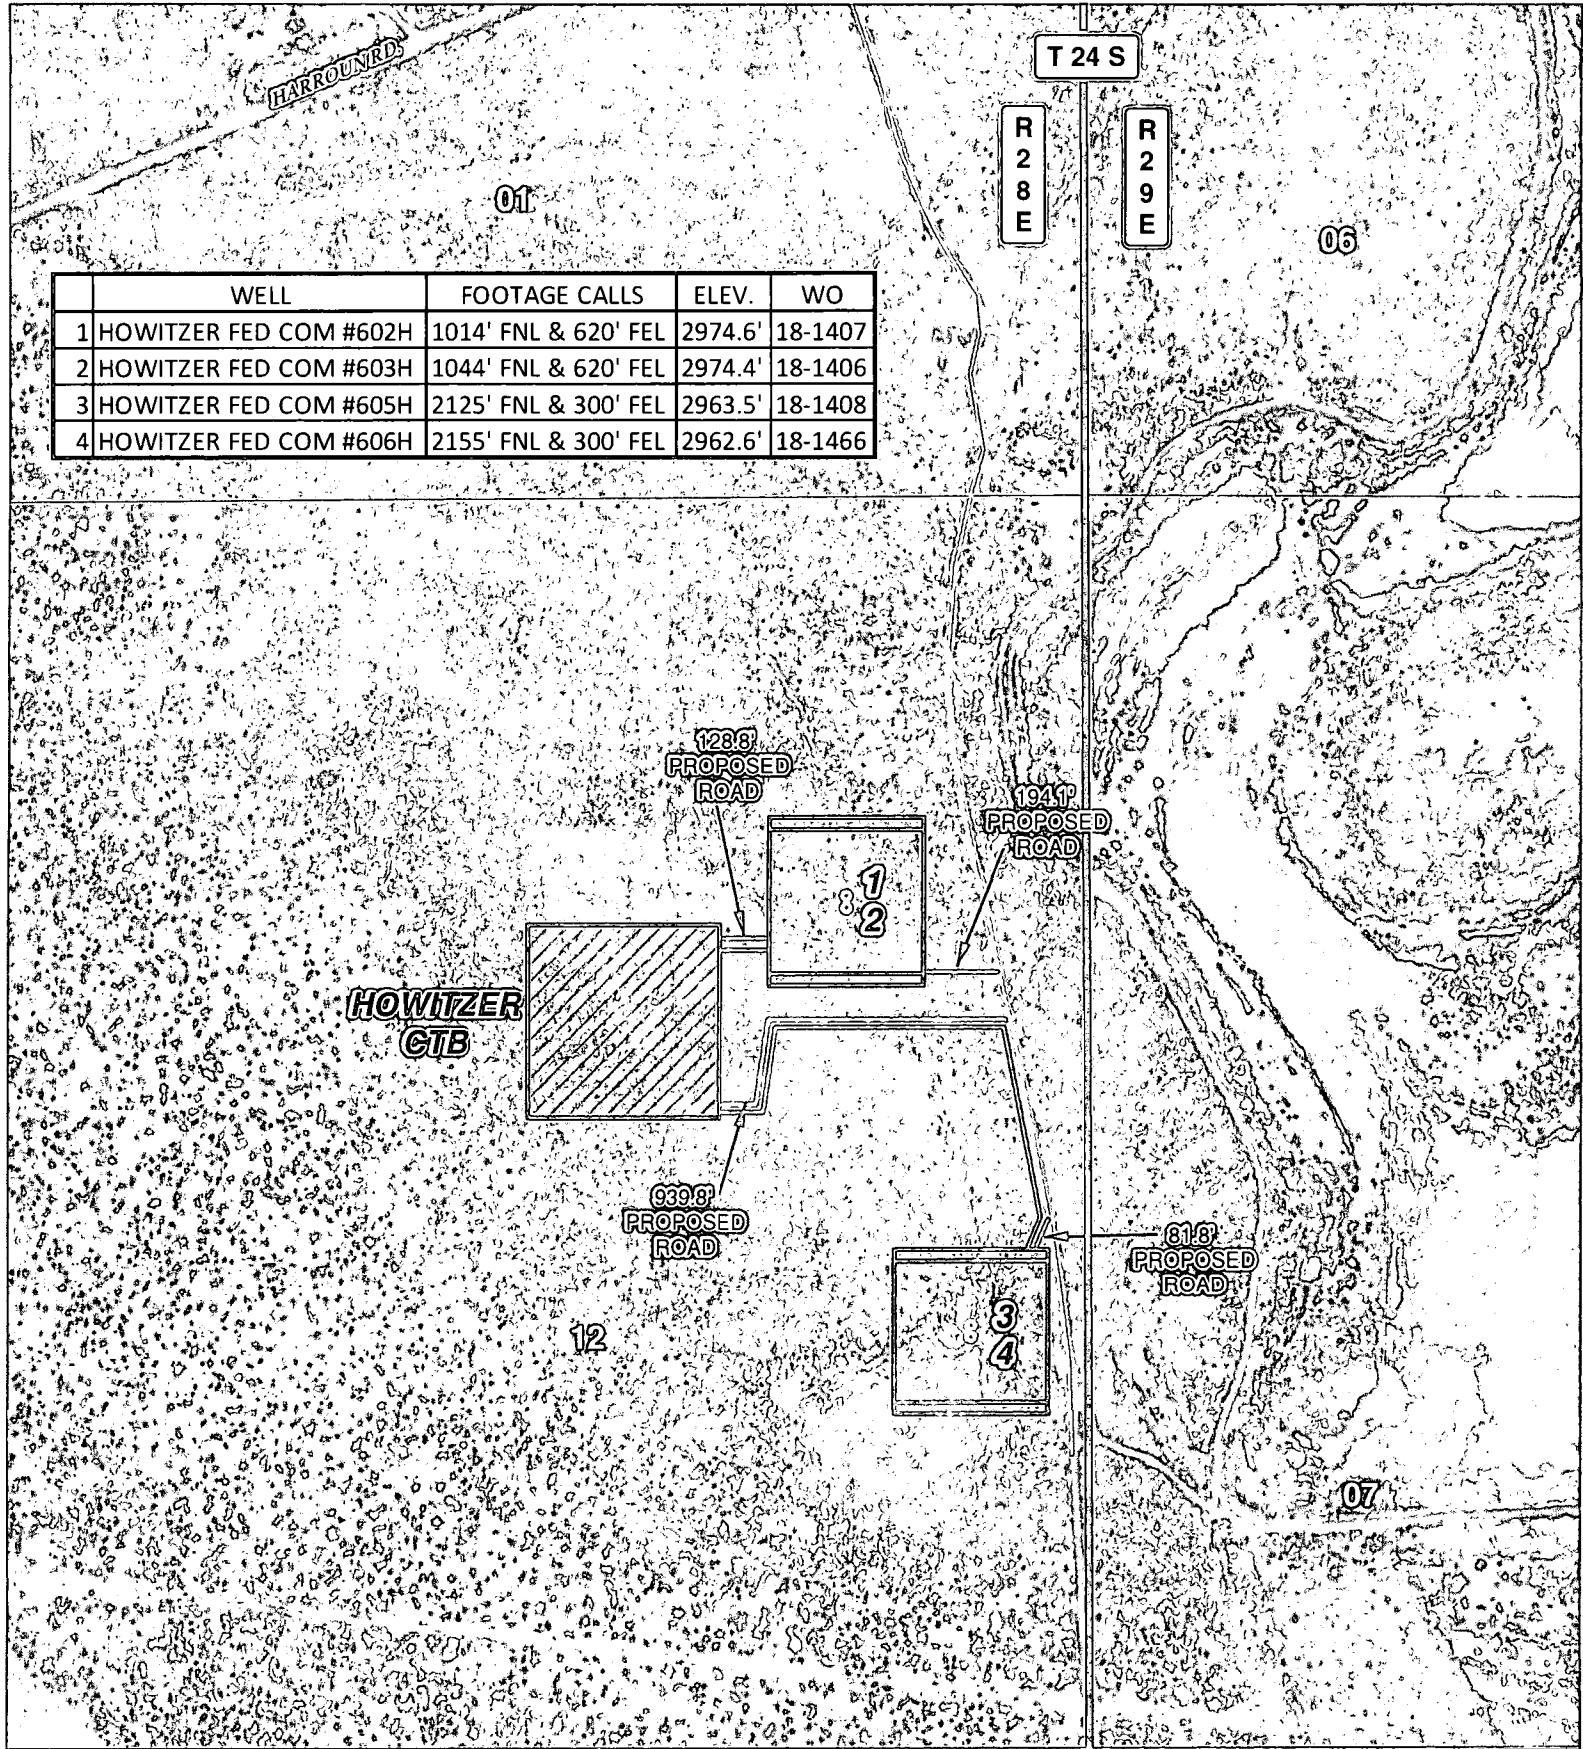 HARROUN RD.
T 24 S
R
2
8
E
R
2
9
E
01
06
WELL FOOTAGE CALLS ELEV. WO
1 HOWITZER FED COM #602H 1014' FNL & 620' FEL 2974.6' 18-1407
2 HOWITZER FED COM #603H 1044' FNL & 620' FEL 2974.4' 18-1406
3 HOWITZER FED COM #605H 2125' FNL & 300' FEL 2963.5' 18-1408
4 HOWITZER FED COM #606H 2155' FNL & 300' FEL 2962.6' 18-1466
128.8'
PROPOSED
ROAD
194.1'
PROPOSED
ROAD
1
2
HOWITZER
CTB
939.8'
PROPOSED
ROAD
81.8'
PROPOSED
ROAD
3
4
12
07